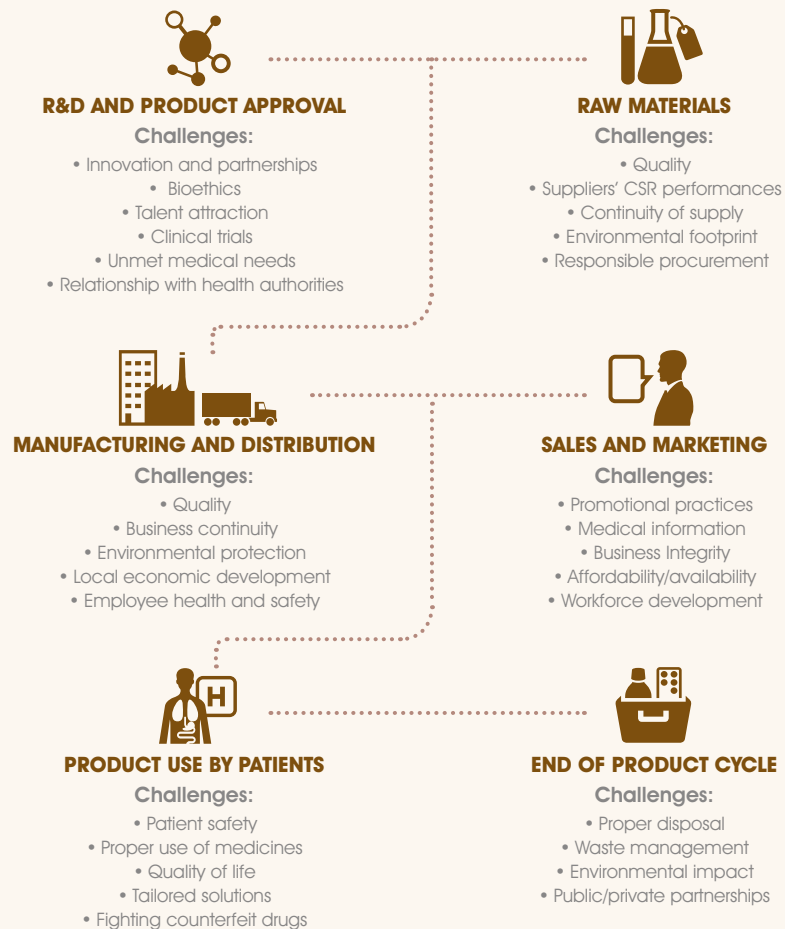 R&D AND PRODUCT APPROVAL
Challenges:
• Innovation and partnerships
• Bioethics
• Talent attraction
• Clinical trials
• Unmet medical needs
• Relationship with health authorities
RAW MATERIALS
Challenges:
• Quality
• Suppliers’ CSR performances
• Continuity of supply
• Environmental footprint
• Responsible procurement
MANUFACTURING AND DISTRIBUTION
Challenges:
• Quality
• Business continuity
• Environmental protection
• Local economic development
• Employee health and safety
SALES AND MARKETING
Challenges:
• Promotional practices
• Medical information
• Business Integrity
• Affordability/availability
• Workforce development
H
PRODUCT USE BY PATIENTS
Challenges:
• Patient safety
• Proper use of medicines
• Quality of life
• Tailored solutions
• Fighting counterfeit drugs
END OF PRODUCT CYCLE
Challenges:
• Proper disposal
• Waste management
• Environmental impact
• Public/private partnerships